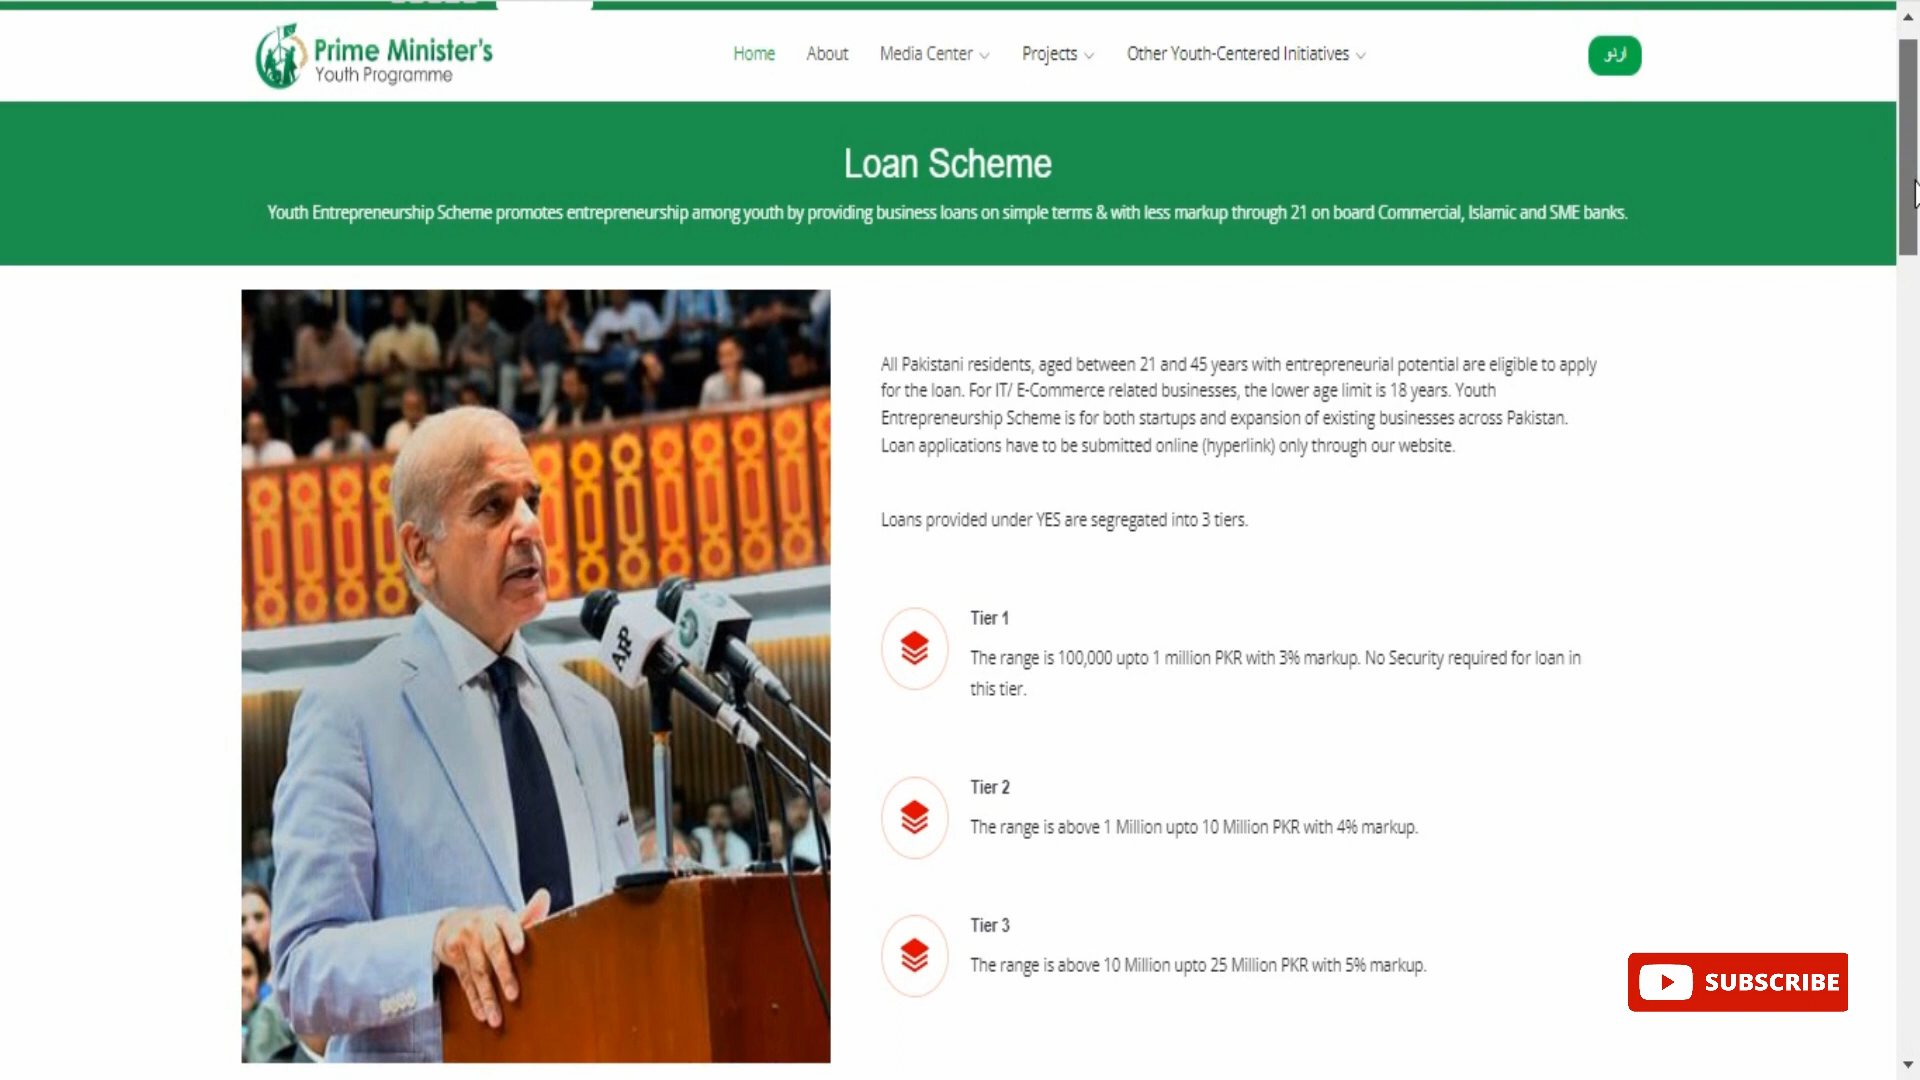 Prime Minister's
Youth Programme
Home About Media Center Projects Other Youth-Centered Initiatives
اردو
Loan Scheme
Youth Entrepreneurship Scheme promotes entrepreneurship among youth by providing business loans on simple terms & with less markup through 21 on board Commercial, Islamic and SME banks.
All Pakistani residents, aged between 21 and 45 years with entrepreneurial potential are eligible to apply
for the loan. For IT/ E-Commerce related businesses, the lower age limit is 18 years. Youth
Entrepreneurship Scheme is for both startups and expansion of existing businesses across Pakistan.
Loan applications have to be submitted online (hyperlink) only through our website.
Loans provided under YES are segregated into 3 tiers.
Tier 1
The range is 100,000 upto 1 million PKR with 3% markup. No Security required for loan in
this tier.
Tier 2
The range is above 1 Million upto 10 Million PKR with 4% markup.
Tier 3
The range is above 10 Million upto 25 Million PKR with 5% markup.
APP
SUBSCRIBE